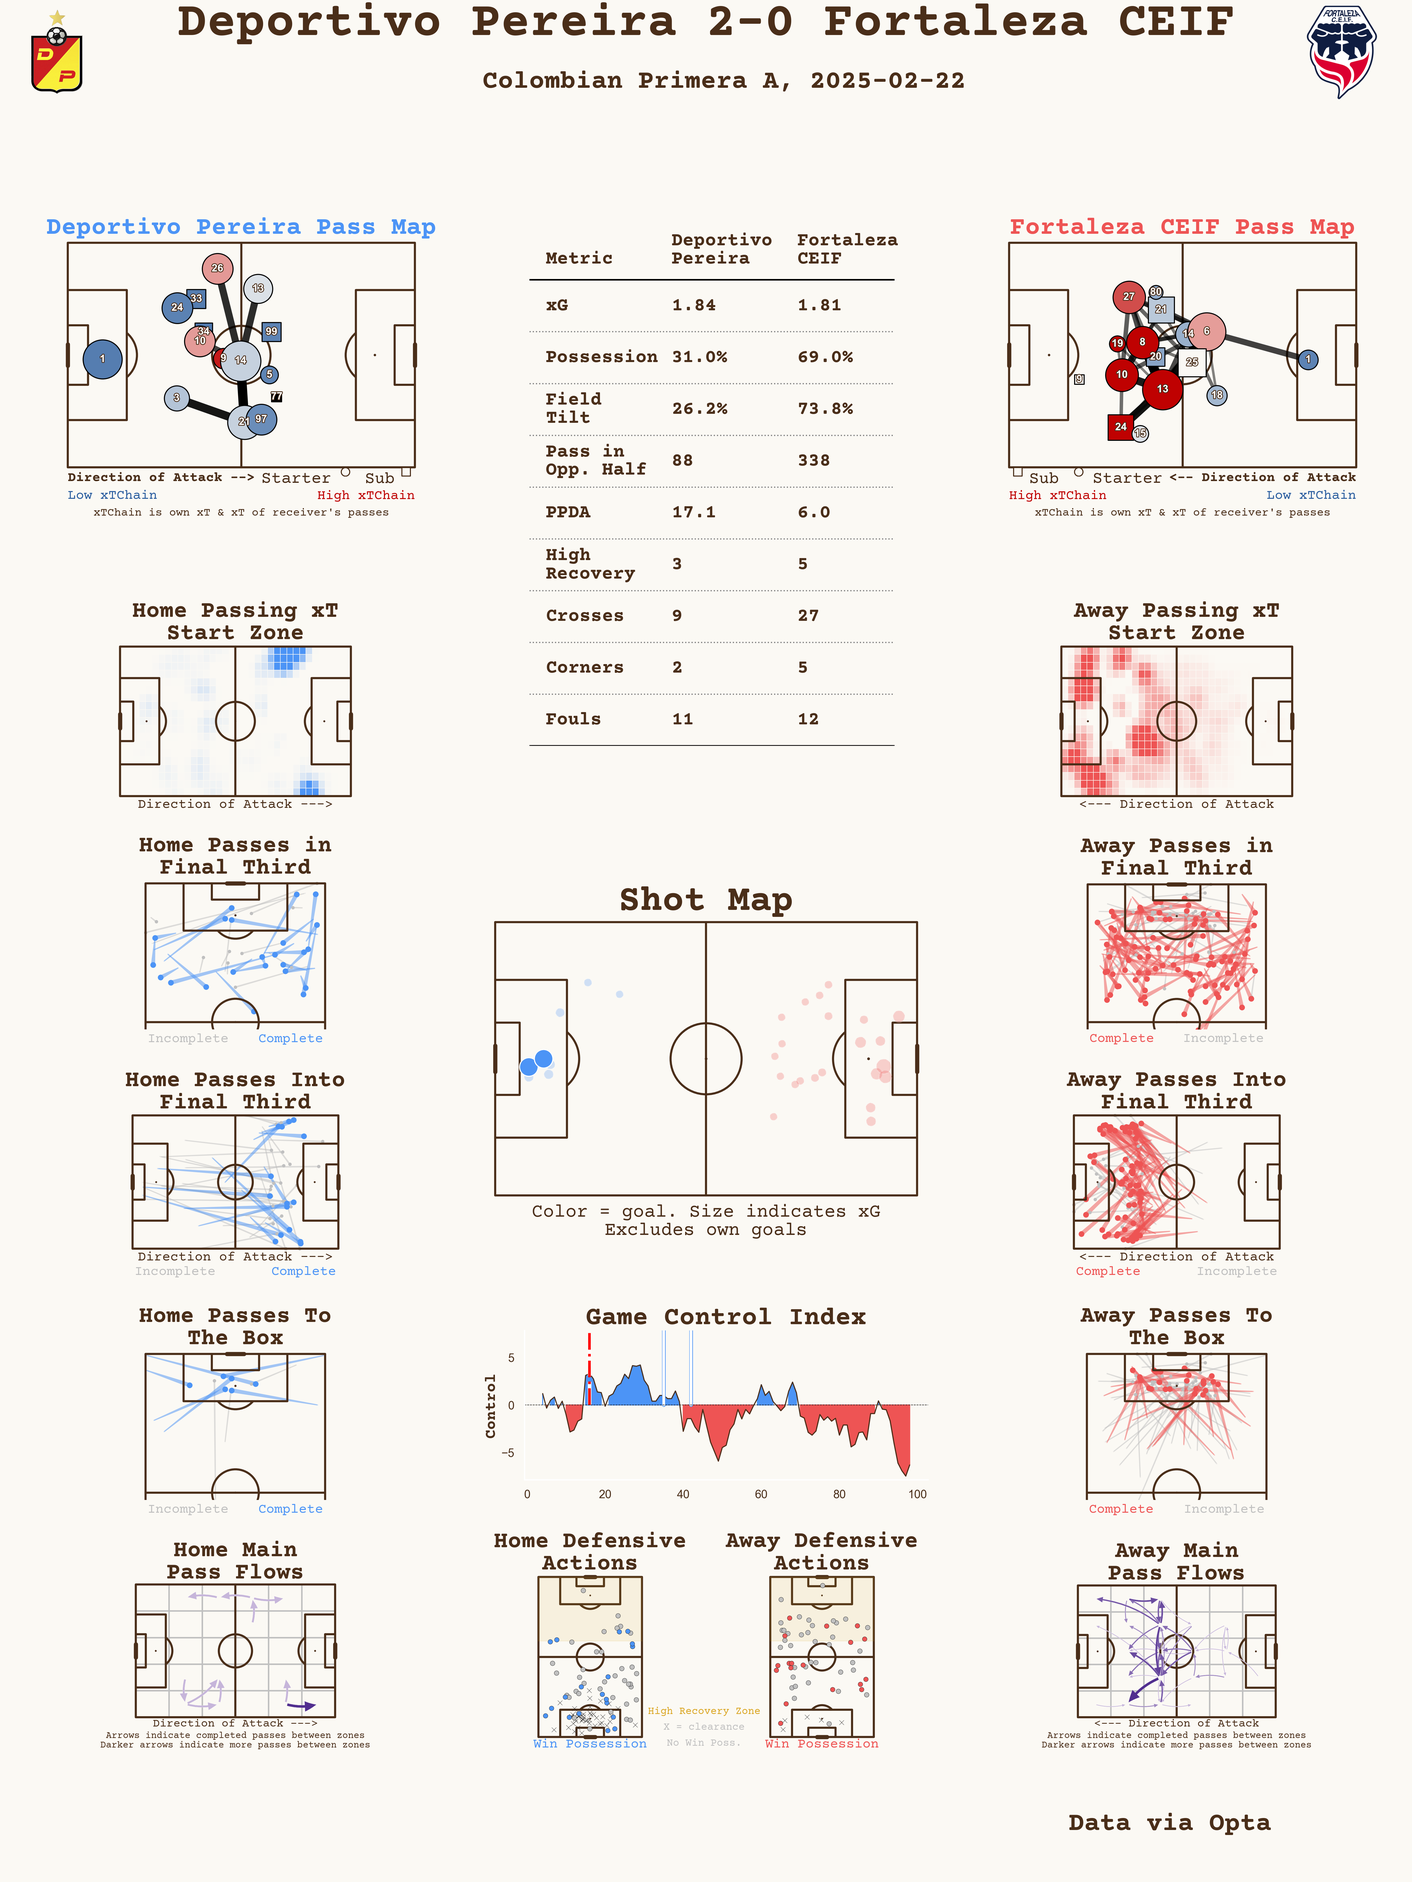 Deportivo Pereira 2-0 Fortaleza CEIF
Colombian Primera A, 2025-02-22
D
P
FORTALEZA
C.E.I.F.
Deportivo Pereira Pass Map
26
13
33
24
34
10
99
9
14
1
5
3
77
21
97
Direction of Attack --> Starter Sub
Low xTChain High xTChain
xTChain is own xT & xT of receiver's passes
Metric Deportivo Pereira Fortaleza CEIF
xG 1.84 1.81
Possession 31.0% 69.0%
Field Tilt 26.2% 73.8%
Pass in Opp. Half 88 338
PPDA 17.1 6.0
High Recovery 3 5
Crosses 9 27
Corners 2 5
Fouls 11 12
Fortaleza CEIF Pass Map
27
80
21
14
6
19
8
20
25
1
9
10
13
18
24
15
Sub Starter <-- Direction of Attack
High xTChain Low xTChain
xTChain is own xT & xT of receiver's passes
Home Passing xT
Start Zone
Direction of Attack --->
Away Passing xT
Start Zone
<--- Direction of Attack
Home Passes in
Final Third
Incomplete Complete
Away Passes in
Final Third
Complete Incomplete
Shot Map
Color = goal. Size indicates xG
Excludes own goals
Home Passes Into
Final Third
Direction of Attack --->
Incomplete Complete
Away Passes Into
Final Third
<--- Direction of Attack
Complete Incomplete
Home Passes To
The Box
Incomplete Complete
Game Control Index
Control
5
0
−5
0 20 40 60 80 100
Away Passes To
The Box
Complete Incomplete
Home Main
Pass Flows
Direction of Attack --->
Arrows indicate completed passes between zones
Darker arrows indicate more passes between zones
Home Defensive
Actions
Win Possession
High Recovery Zone
X = clearance
No Win Poss.
Away Defensive
Actions
Win Possession
Away Main
Pass Flows
<--- Direction of Attack
Arrows indicate completed passes between zones
Darker arrows indicate more passes between zones
Data via Opta